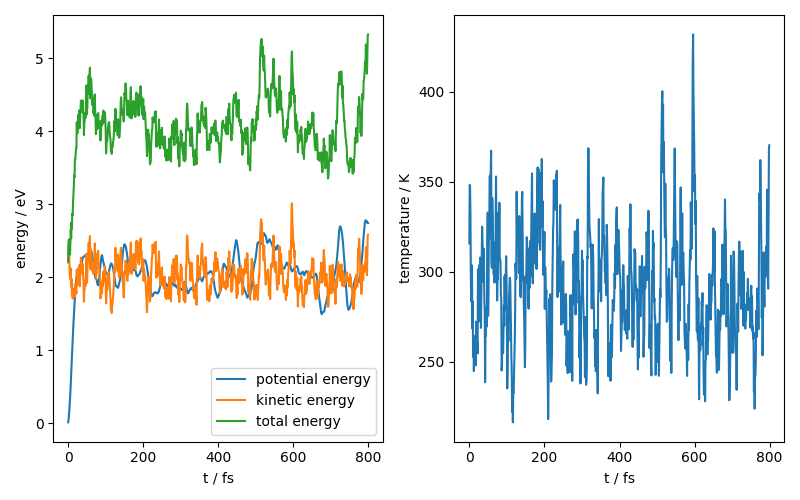 energy / eV
5
4
3
2
1
0
potential energy
kinetic energy
total energy
0 200 400 600 800
t / fs
temperature / K
400
350
300
250
0 200 400 600 800
t / fs